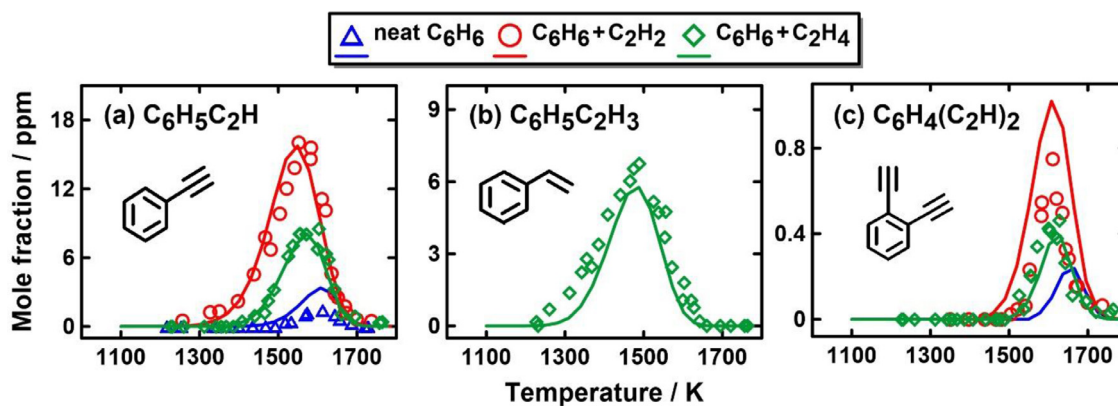 neat C₆H₆ C₆H₆+C₂H₂ C₆H₆+C₂H₄
(a) C₆H₅C₂H (b) C₆H₅C₂H₃ (c) C₆H₄(C₂H)₂
Mole fraction / ppm
18
12
6
0
9
6
3
0
0.8
0.4
0
1100 1300 1500 1700 1100 1300 1500 1700 1100 1300 1500 1700
Temperature / K